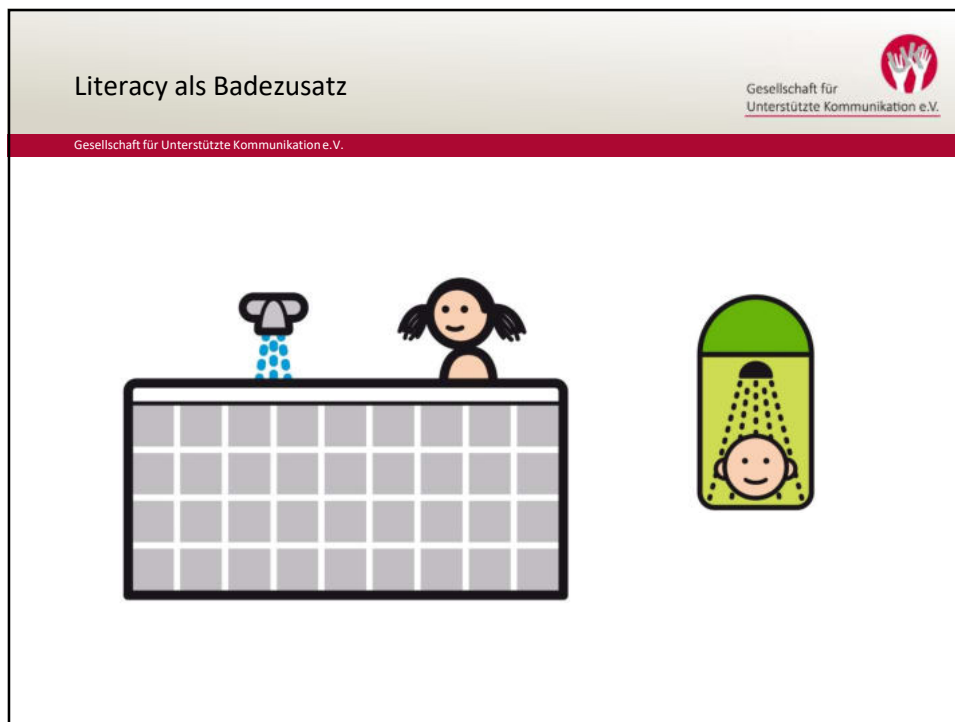 Literacy als Badezusatz
Gesellschaft für
Unterstützte Kommunikation e.V.
Gesellschaft für Unterstützte Kommunikation e.V.